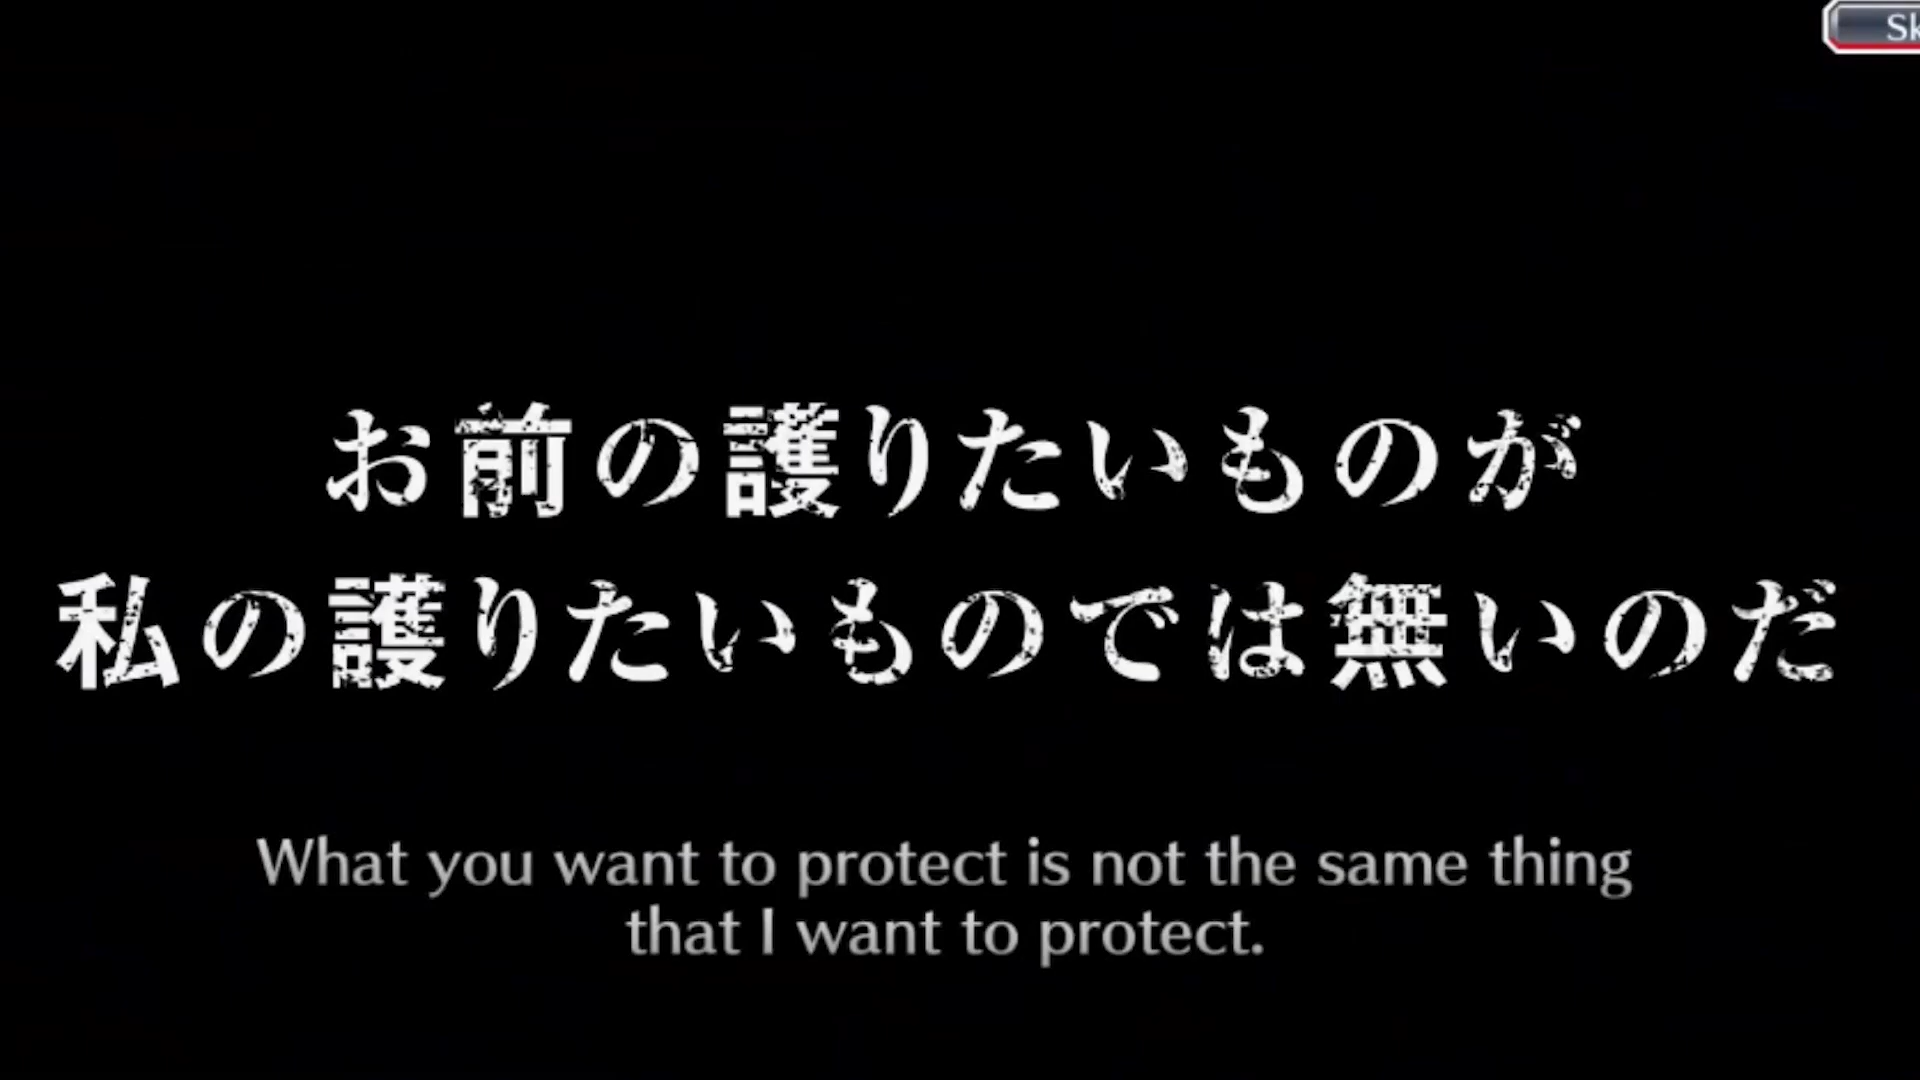 Sk
お前の護りたいものが
私の護りたいものでは無いのだ
What you want to protect is not the same thing
that I want to protect.